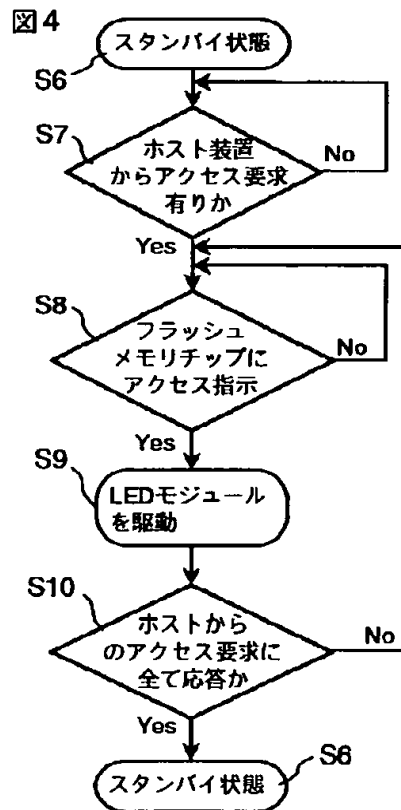 図4
スタンバイ状態
S6
S7
ホスト装置
からアクセス要求
有りか
No
Yes
S8
フラッシュ
メモリチップに
アクセス指示
No
Yes
S9
LEDモジュール
を駆動
S10
ホストから
のアクセス要求に
全て応答か
No
Yes
S6
スタンバイ状態